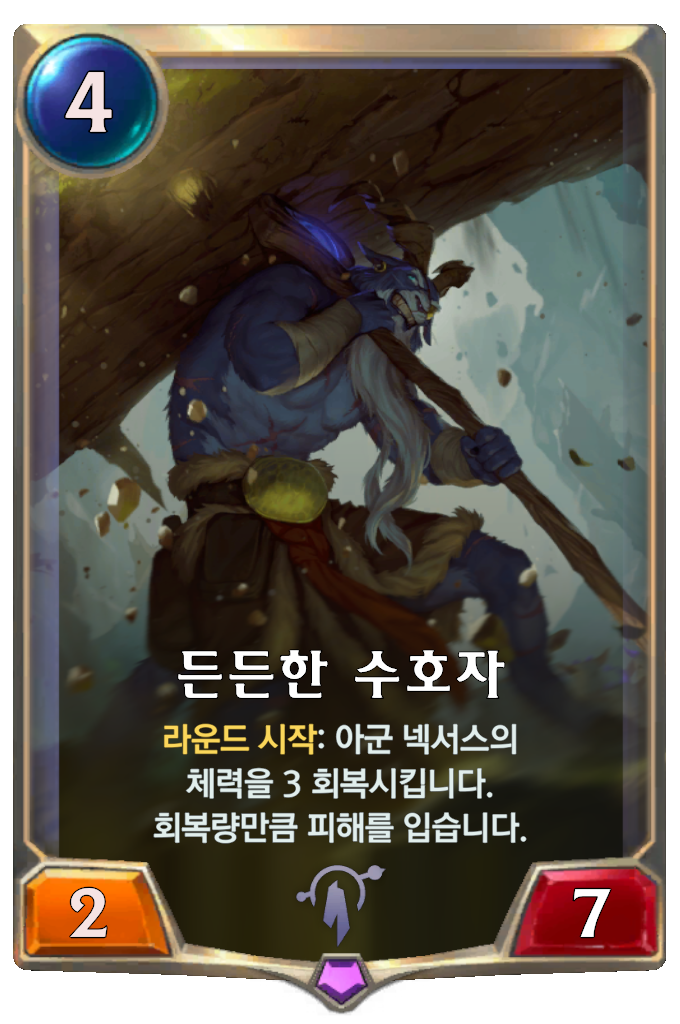 4
든든한 수호자
라운드 시작: 아군 넥서스의
체력을 3 회복시킵니다.
회복량만큼 피해를 입습니다.
2
7